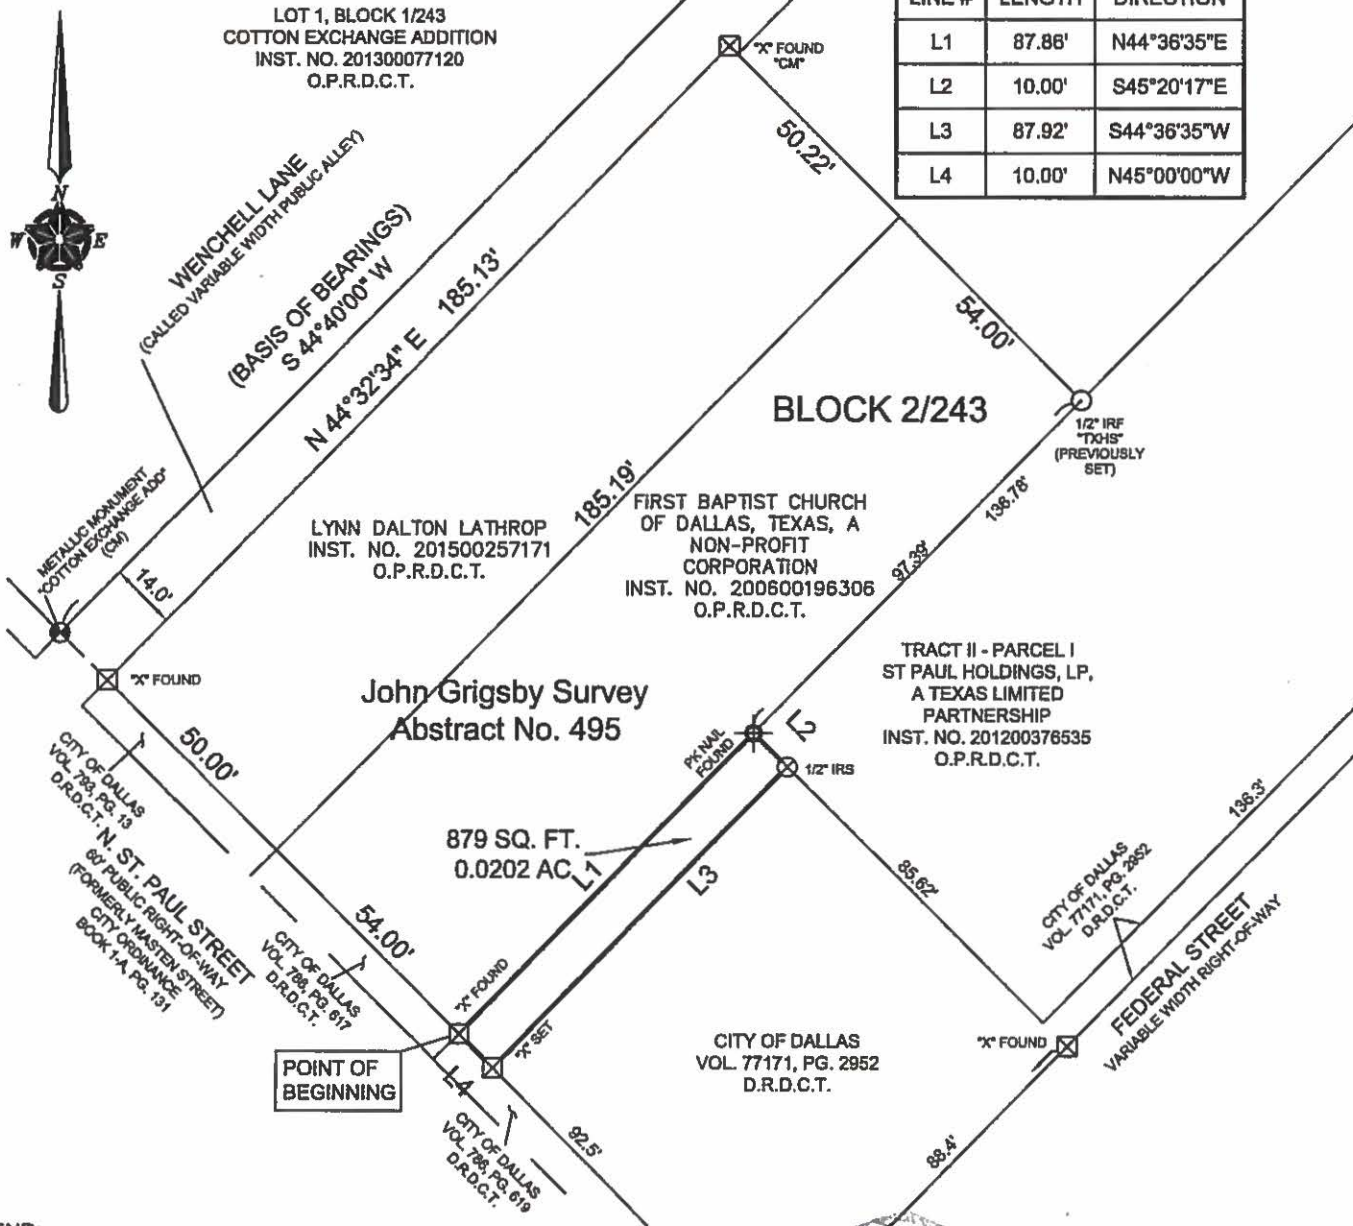 LOT 1, BLOCK 1/243
COTTON EXCHANGE ADDITION
INST. NO. 201300077120
O.P.R.D.C.T.
LINE # LENGTH DIRECTION
L1 87.86' N44°36'35"E
L2 10.00' S45°20'17"E
L3 87.92' S44°36'35"W
L4 10.00' N45°00'00"W
"X" FOUND
"CM"
N
W E
S
WENCHELL LANE
(CALLED VARIABLE WIDTH PUBLIC ALLEY)
(BASIS OF BEARINGS)
S 44°40'00" W
N 44°32'34" E 185.13'
50.22'
54.00'
BLOCK 2/243
1/2" IRF
"TXHS"
(PREVIOUSLY
SET)
METALLIC MONUMENT
"COTTON EXCHANGE ADD"
(CM)
14.0'
LYNN DALTON LATHROP
INST. NO. 201500257171
O.P.R.D.C.T.
185.19'
FIRST BAPTIST CHURCH
OF DALLAS, TEXAS, A
NON-PROFIT
CORPORATION
INST. NO. 200600196306
O.P.R.D.C.T.
136.78'
97.39'
"X" FOUND
John Grigsby Survey
Abstract No. 495
TRACT II - PARCEL I
ST PAUL HOLDINGS, LP,
A TEXAS LIMITED
PARTNERSHIP
INST. NO. 201200376535
O.P.R.D.C.T.
PK NAIL
FOUND
L2
1/2" IRS
50.00'
CITY OF DALLAS
VOL. 793, PG. 13
D.R.D.C.T.
N. ST. PAUL STREET
60' PUBLIC RIGHT-OF-WAY
(FORMERLY MASTEN STREET)
CITY ORDINANCE
BOOK 1-A, PG. 131
879 SQ. FT.
0.0202 AC.
L1
L3
85.62'
136.3'
CITY OF DALLAS
VOL. 77171, PG. 2952
D.R.D.C.T.
FEDERAL STREET
VARIABLE WIDTH RIGHT-OF-WAY
54.00'
CITY OF DALLAS
VOL. 786, PG. 617
D.R.D.C.T.
"X" FOUND
"X" SET
POINT OF
BEGINNING
L4
CITY OF DALLAS
VOL. 77171, PG. 2952
D.R.D.C.T.
"X" FOUND
CITY OF DALLAS
VOL. 786, PG. 619
D.R.D.C.T.
92.5'
88.4'